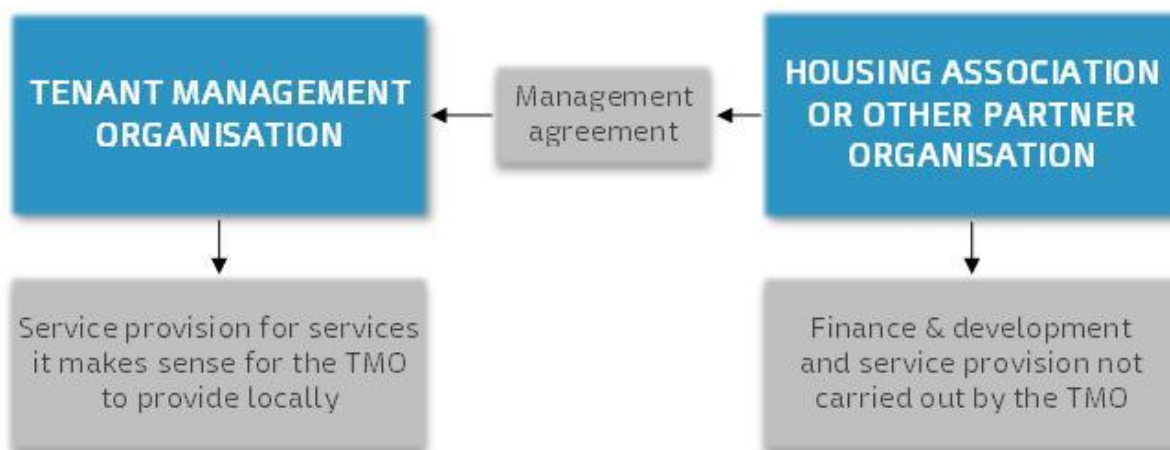 TENANT MANAGEMENT
ORGANISATION
Management
agreement
HOUSING ASSOCIATION
OR OTHER PARTNER
ORGANISATION
Service provision for services
it makes sense for the TMO
to provide locally
Finance & development
and service provision not
carried out by the TMO